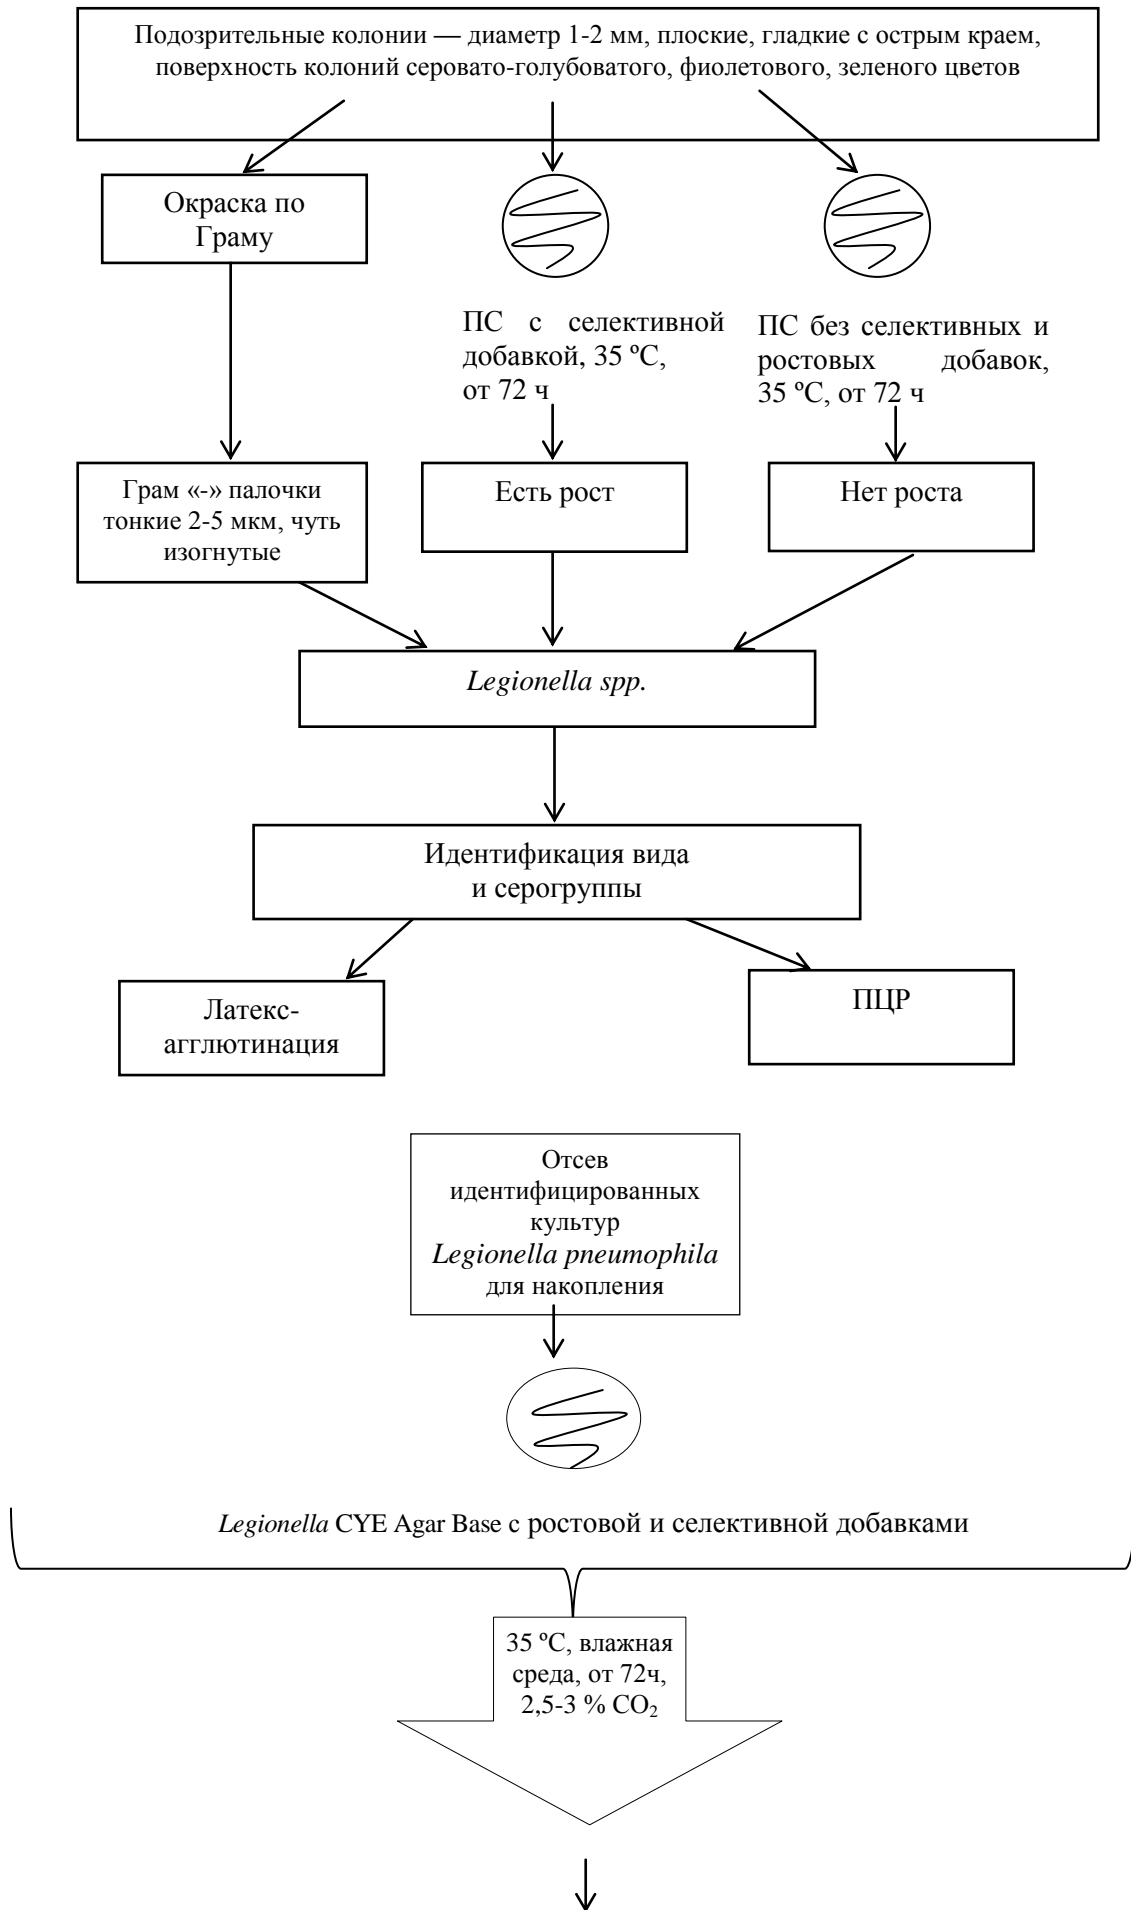 Подозрительные колонии — диаметр 1-2 мм, плоские, гладкие с острым краем,
поверхность колоний серовато-голубоватого, фиолетового, зеленого цветов
Окраска по
Граму
ПС с селективной
добавкой, 35 ºС,
от 72 ч
ПС без селективных и
ростовых добавок,
35 ºС, от 72 ч
Грам «-» палочки
тонкие 2-5 мкм, чуть
изогнутые
Есть рост
Нет роста
Legionella spp.
Идентификация вида
и серогруппы
Латекс-
агглютинация
ПЦР
Отсев
идентифицированных
культур
Legionella pneumophila
для накопления
Legionella CYE Agar Base с ростовой и селективной добавками
35 ºС, влажная
среда, от 72ч,
2,5-3 % CO₂